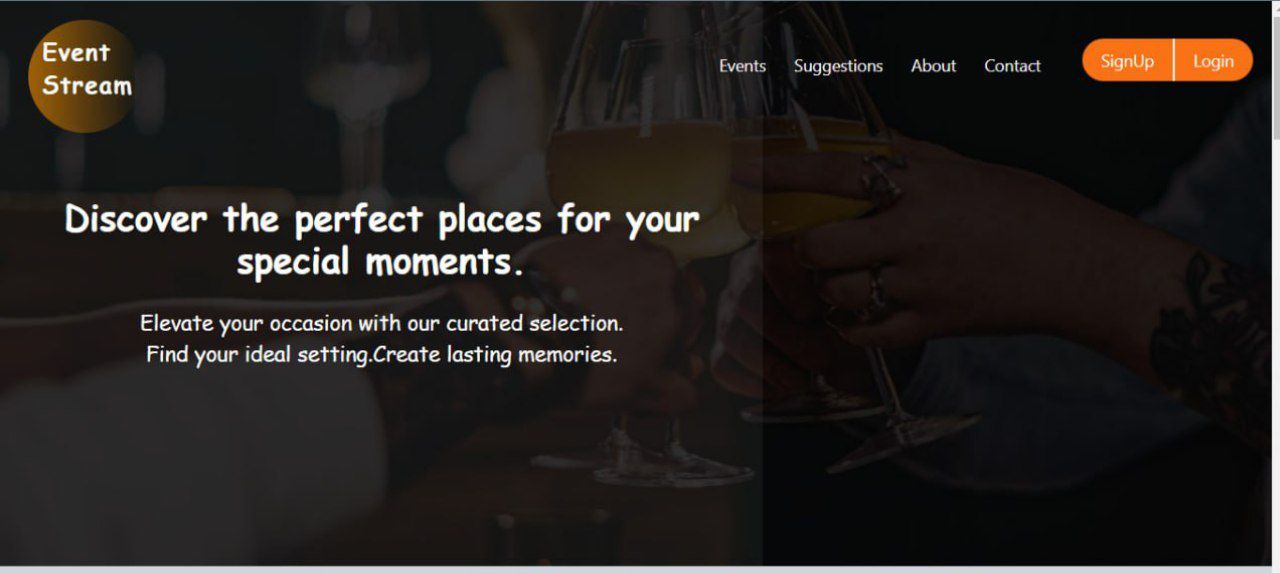 Event
Stream
Events
Suggestions
About
Contact
SignUp
Login
Discover the perfect places for your
special moments.
Elevate your occasion with our curated selection.
Find your ideal setting.Create lasting memories.